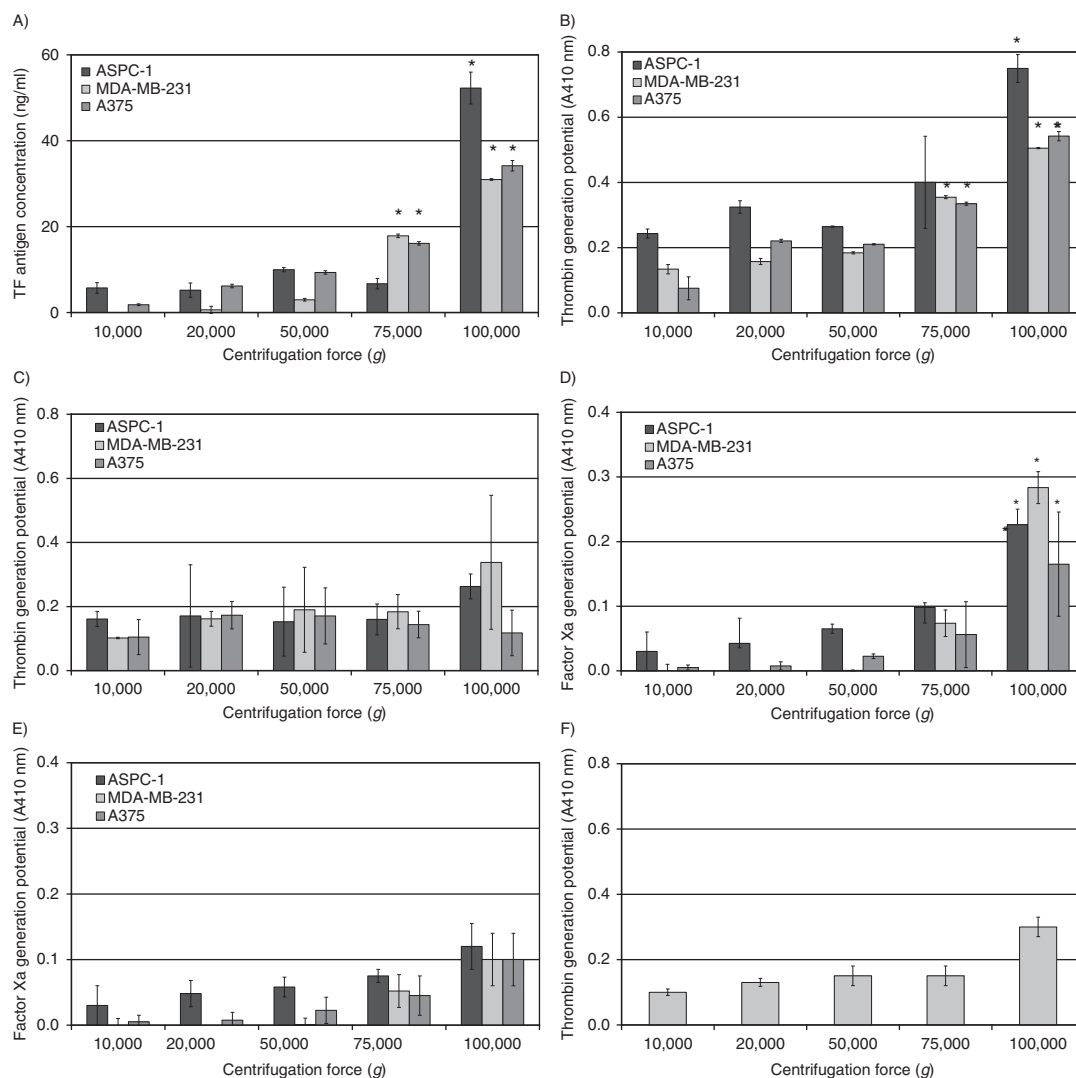 A)
TF antigen concentration (ng/ml)
60
40
20
0
ASPC-1
MDA-MB-231
A375
*
* *
* *
10,000 20,000 50,000 75,000 100,000
Centrifugation force (g)
B)
Thrombin generation potential (A410 nm)
0.8
0.6
0.4
0.2
0.0
ASPC-1
MDA-MB-231
A375
*
* *
* *
10,000 20,000 50,000 75,000 100,000
Centrifugation force (g)
C)
Thrombin generation potential (A410 nm)
0.8
0.6
0.4
0.2
0.0
ASPC-1
MDA-MB-231
A375
10,000 20,000 50,000 75,000 100,000
Centrifugation force (g)
D)
Factor Xa generation potential (A410 nm)
0.4
0.3
0.2
0.1
0.0
ASPC-1
MDA-MB-231
A375
*
* *
*
10,000 20,000 50,000 75,000 100,000
Centrifugation force (g)
E)
Factor Xa generation potential (A410 nm)
0.4
0.3
0.2
0.1
0.0
ASPC-1
MDA-MB-231
A375
10,000 20,000 50,000 75,000 100,000
Centrifugation force (g)
F)
Thrombin generation potential (A410 nm)
0.8
0.6
0.4
0.2
0.0
10,000 20,000 50,000 75,000 100,000
Centrifugation force (g)